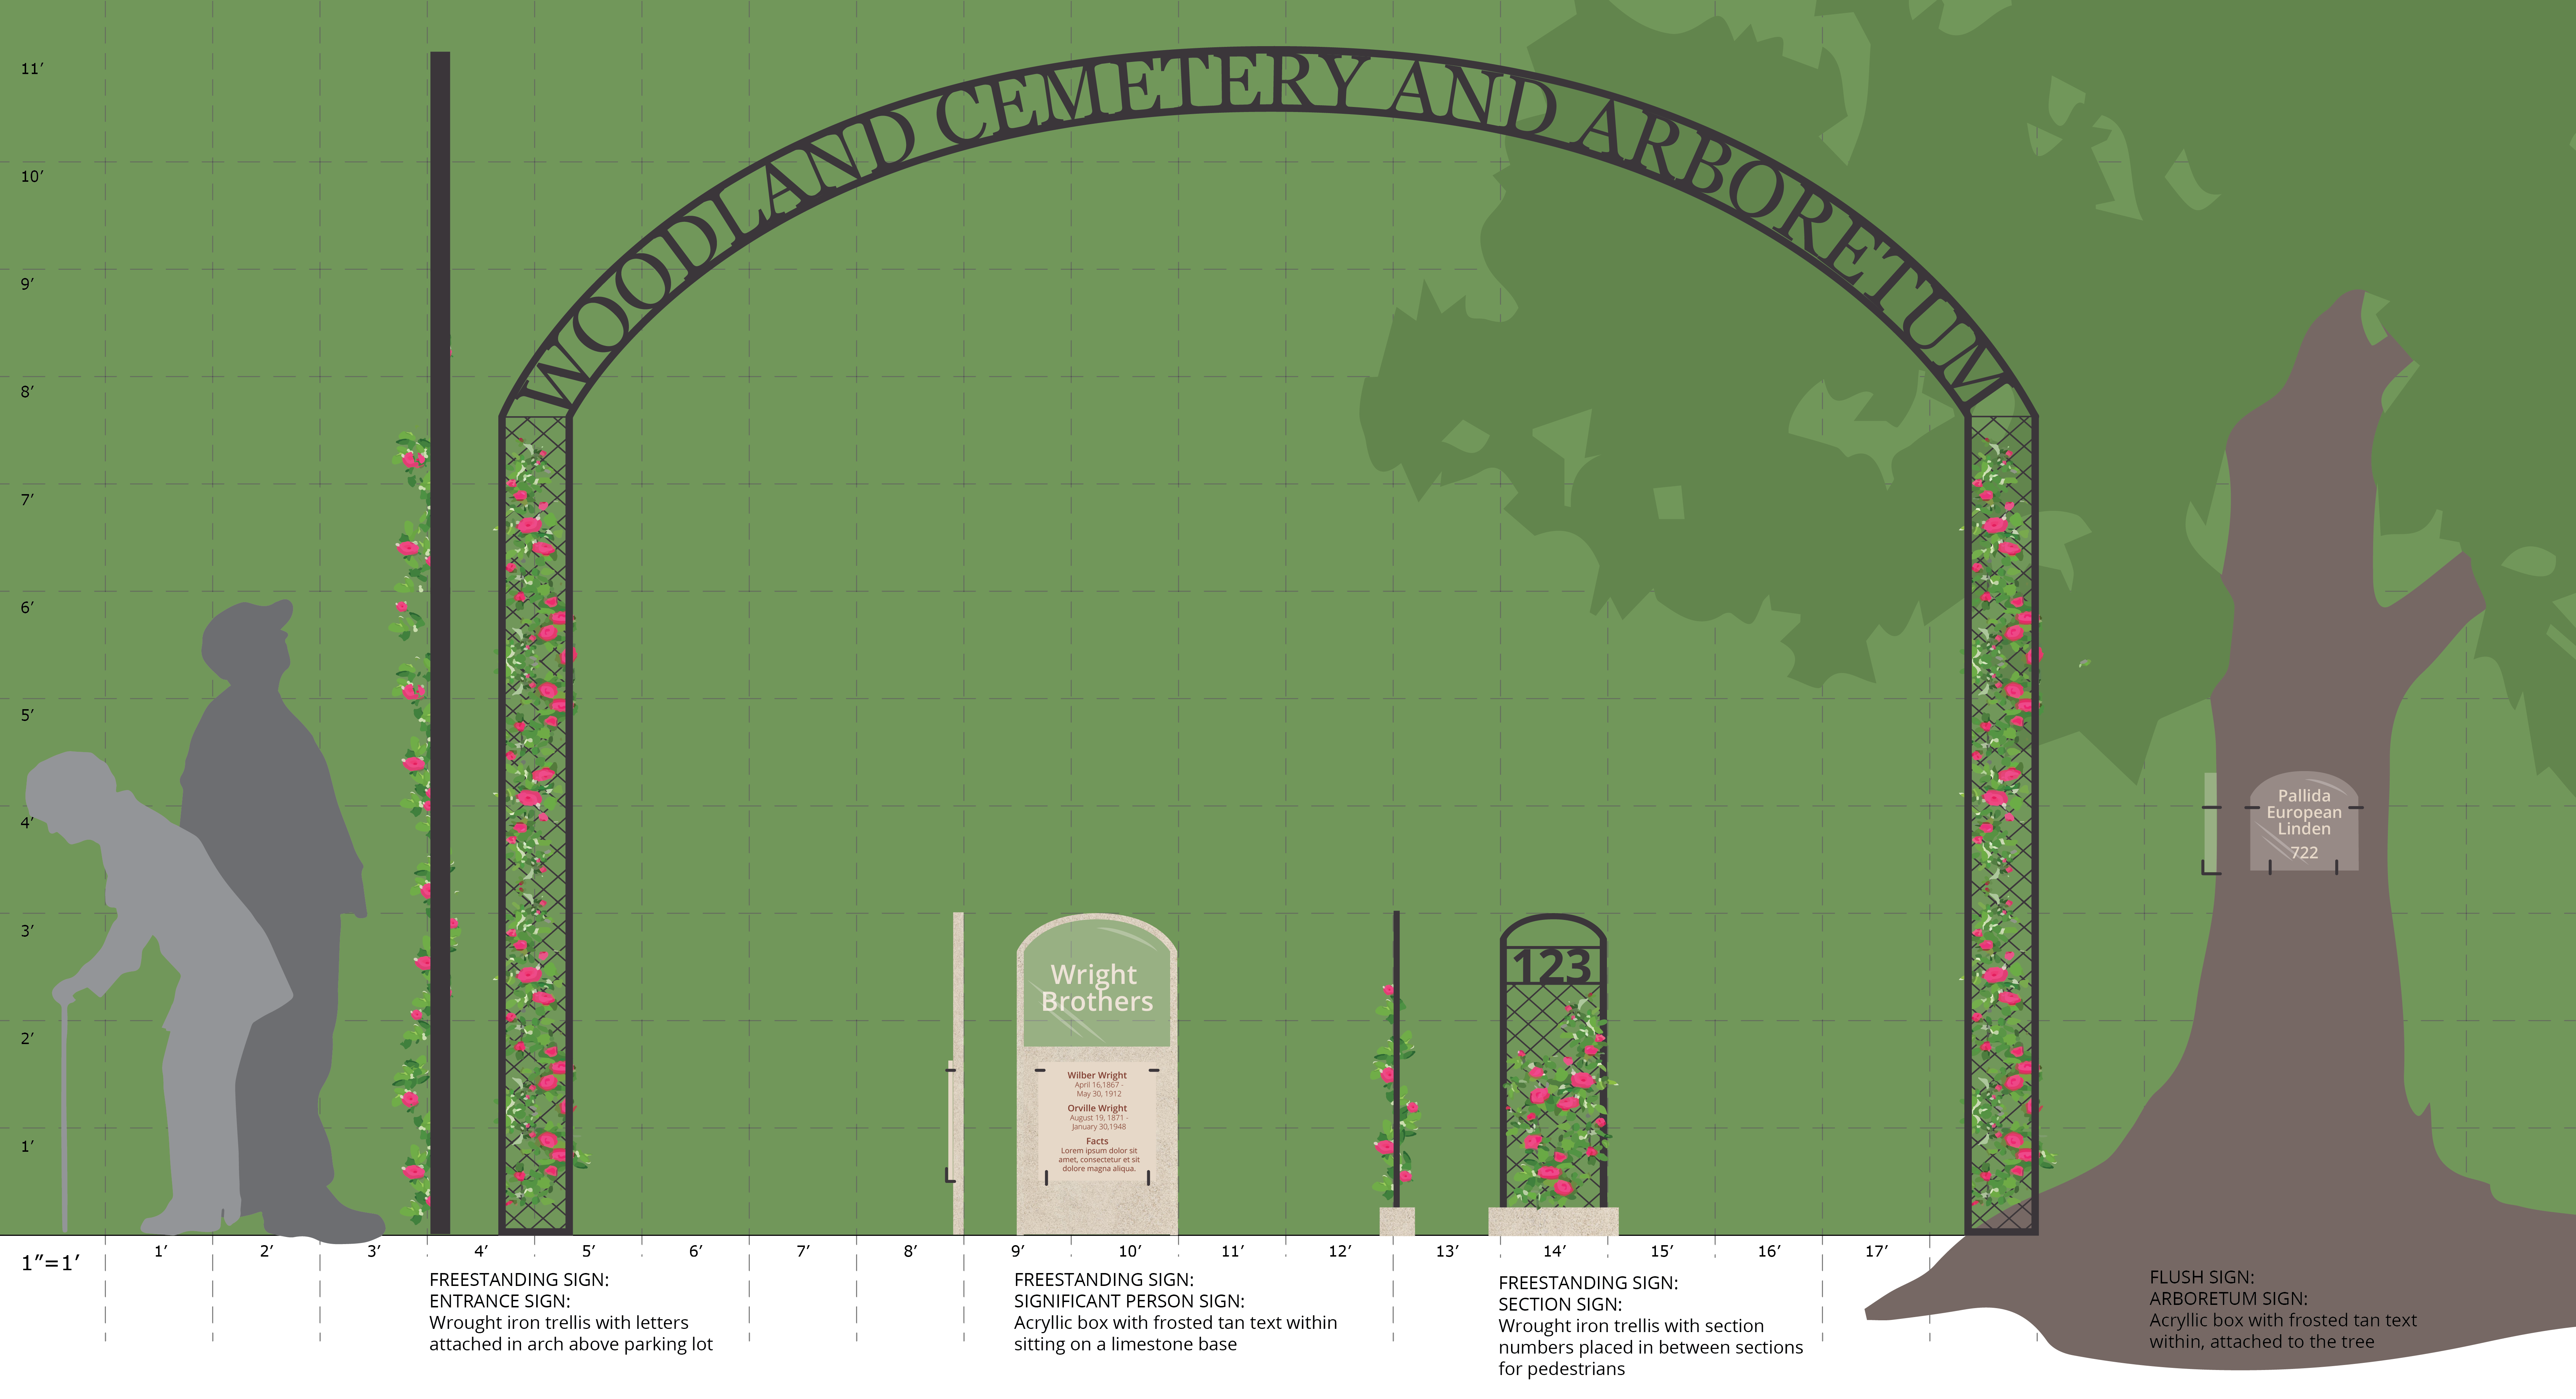 WOODLAND CEMETERY AND ARBORETUM
11'
10'
9'
8'
7'
6'
5'
4'
3'
2'
1'
Pallida
European
Linden
722
Wright
Brothers
Wilber Wright
April 16,1867 -
May 30, 1912
Orville Wright
August 19, 1871 -
January 30,1948
Facts
Lorem ipsum dolor sit
amet, consectetur et sit
dolore magna aliqua.
123
1"=1'
1' 2' 3' 4' 5' 6' 7' 8' 9' 10' 11' 12' 13' 14' 15' 16' 17'
FREESTANDING SIGN:
ENTRANCE SIGN:
Wrought iron trellis with letters
attached in arch above parking lot
FREESTANDING SIGN:
SIGNIFICANT PERSON SIGN:
Acryllic box with frosted tan text within
sitting on a limestone base
FREESTANDING SIGN:
SECTION SIGN:
Wrought iron trellis with section
numbers placed in between sections
for pedestrians
FLUSH SIGN:
ARBORETUM SIGN:
Acryllic box with frosted tan text
within, attached to the tree